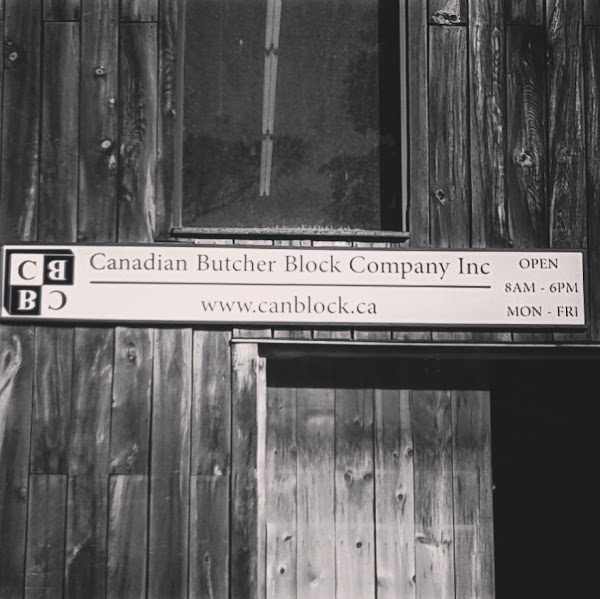 CB
BC
Canadian Butcher Block Company Inc
www.canblock.ca
OPEN
8AM - 6PM
MON - FRI